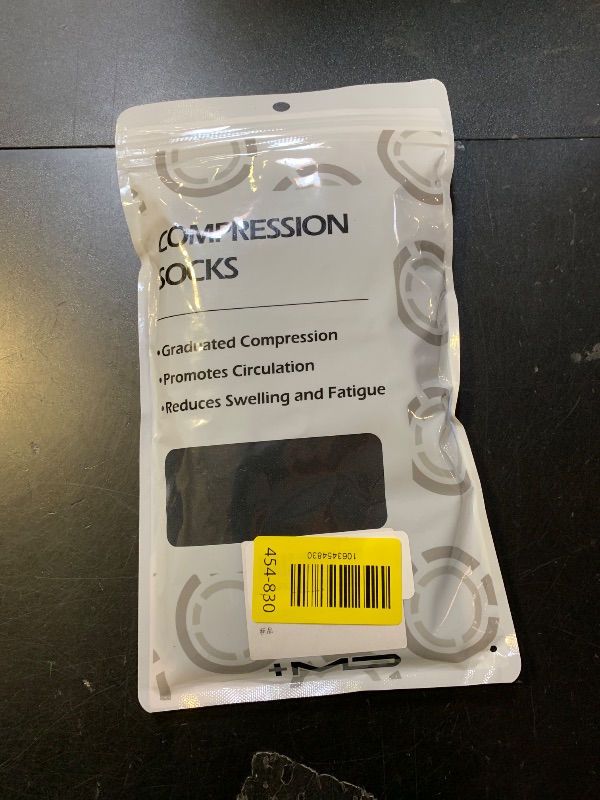 COMPRESSION
SOCKS
•Graduated Compression
•Promotes Circulation
•Reduces Swelling and Fatigue
454-830
1063454830